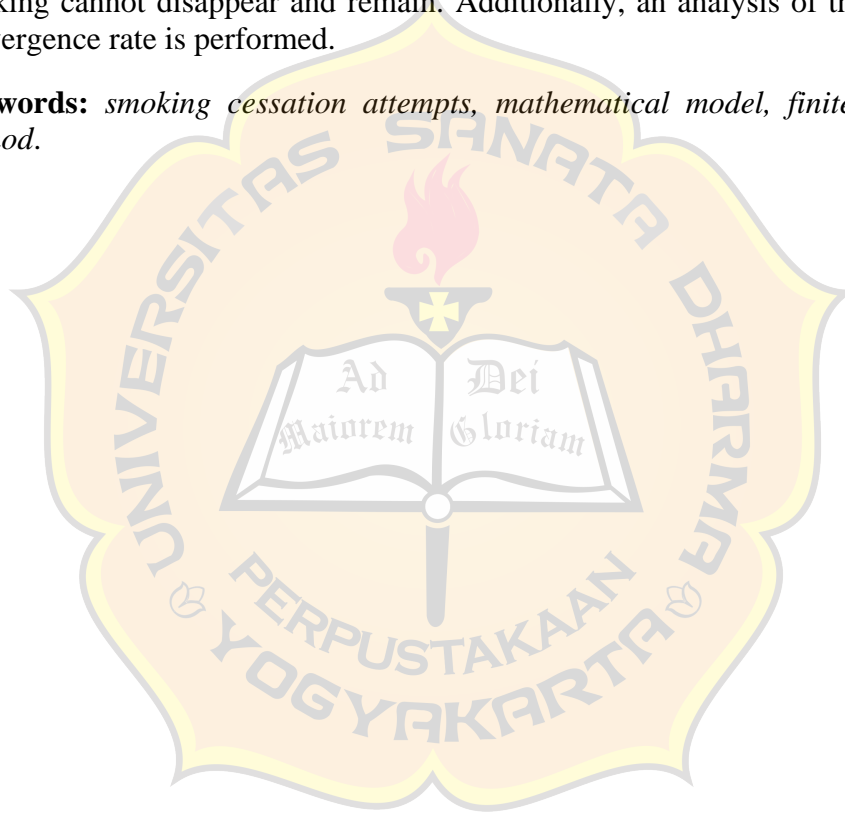 king cannot disappear and remain. Additionally, an analysis of th
vergence rate is performed.
words: smoking cessation attempts, mathematical model, finite
od.
UNIVERSITAS SANATA DHARMA
Ad Dei
Maiorem Gloriam
PERPUSTAKAAN
YOGYAKARTA